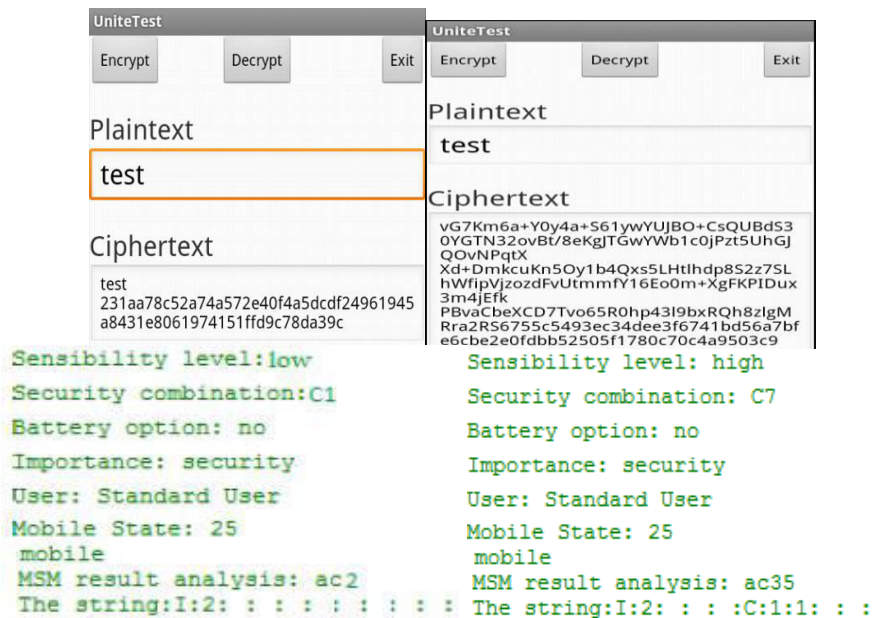 UniteTest
Encrypt Decrypt Exit
Plaintext
test
Ciphertext
test
231aa78c52a74a572e40f4a5dcdf24961945
a8431e8061974151ffd9c78da39c
Sensibility level:low
Security combination:C1
Battery option: no
Importance: security
User: Standard User
Mobile State: 25
mobile
MSM result analysis: ac2
The string:I:2: : : : : : : : :
UniteTest
Encrypt Decrypt Exit
Plaintext
test
Ciphertext
vG7Km6a+Y0y4a+S61ywYUJBO+CsQUBdS3
0YGTN32ovBt/8eKgJTGwYWb1c0jPzt5UhGJ
QOvNPqtX
Xd+DmkcuKn5Oy1b4Qxs5LHtlhdp8S2z7SL
hWfipVjzozdFvUtmmfY16Eo0m+XgFKPIDux
3m4jEfk
PBvaCbeXCD7Tvo65R0hp43l9bxRQh8zlgM
Rra2RS6755c5493ec34dee3f6741bd56a7bf
e6cbe2e0fdbb52505f1780c70c4a9503c9
Sensibility level: high
Security combination: C7
Battery option: no
Importance: security
User: Standard User
Mobile State: 25
mobile
MSM result analysis: ac35
The string:I:2: : : :C:1:1: : :